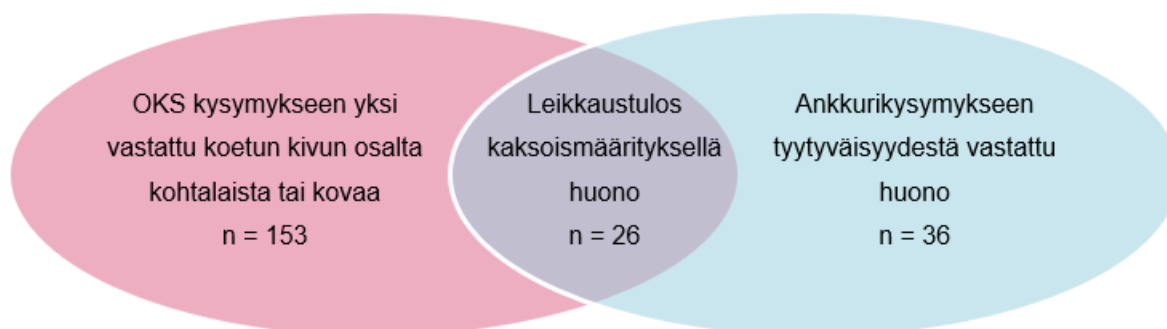 OKS kysymykseen yksi
vastattu koetun kivun osalta
kohtalaista tai kovaa
n = 153
Leikkaustulos
kaksoismäärityksellä
huono
n = 26
Ankkurikysymykseen
tyytyväisyydestä vastattu
huono
n = 36